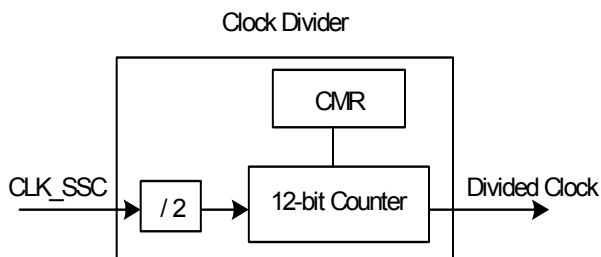 Clock Divider
CMR
CLK_SSC
/ 2
12-bit Counter
Divided Clock